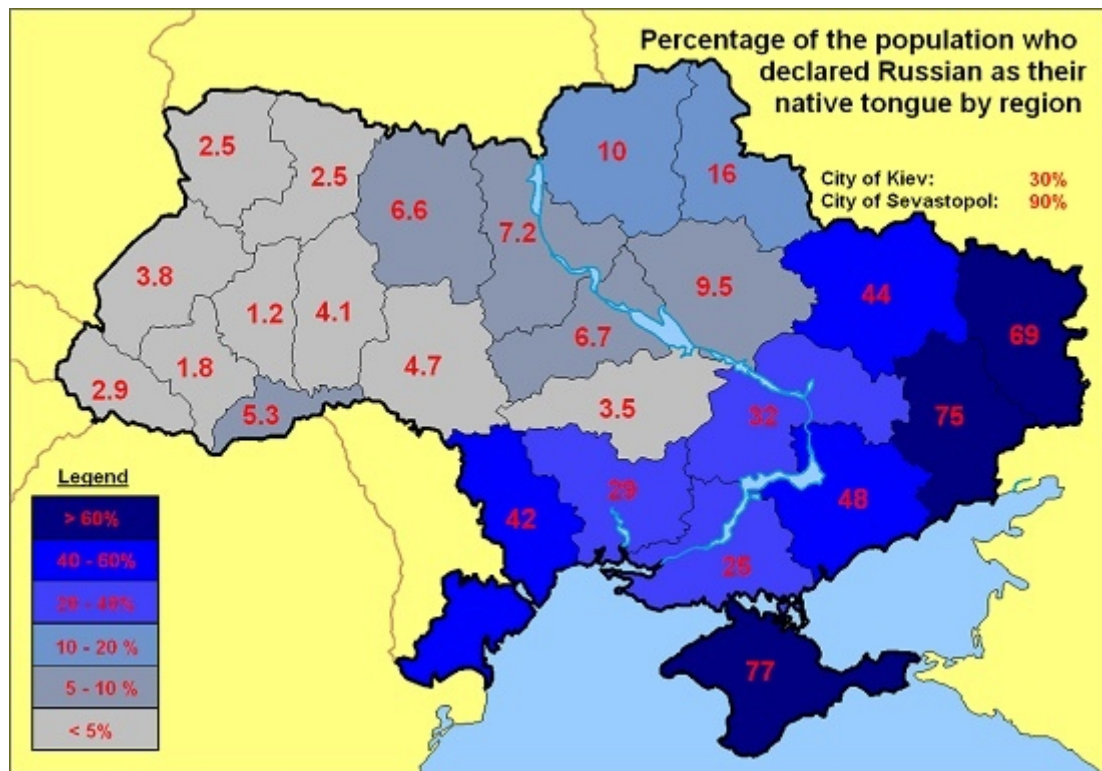 Percentage of the population who
declared Russian as their
native tongue by region
City of Kiev: 30%
City of Sevastopol: 90%
2.5
2.5
6.6
7.2
10
16
3.8
1.2
4.1
4.7
6.7
9.5
44
69
2.9
1.8
5.3
3.5
32
75
42
29
48
25
77
Legend
> 60%
40 - 60%
20 - 40%
10 - 20 %
5 - 10 %
< 5%